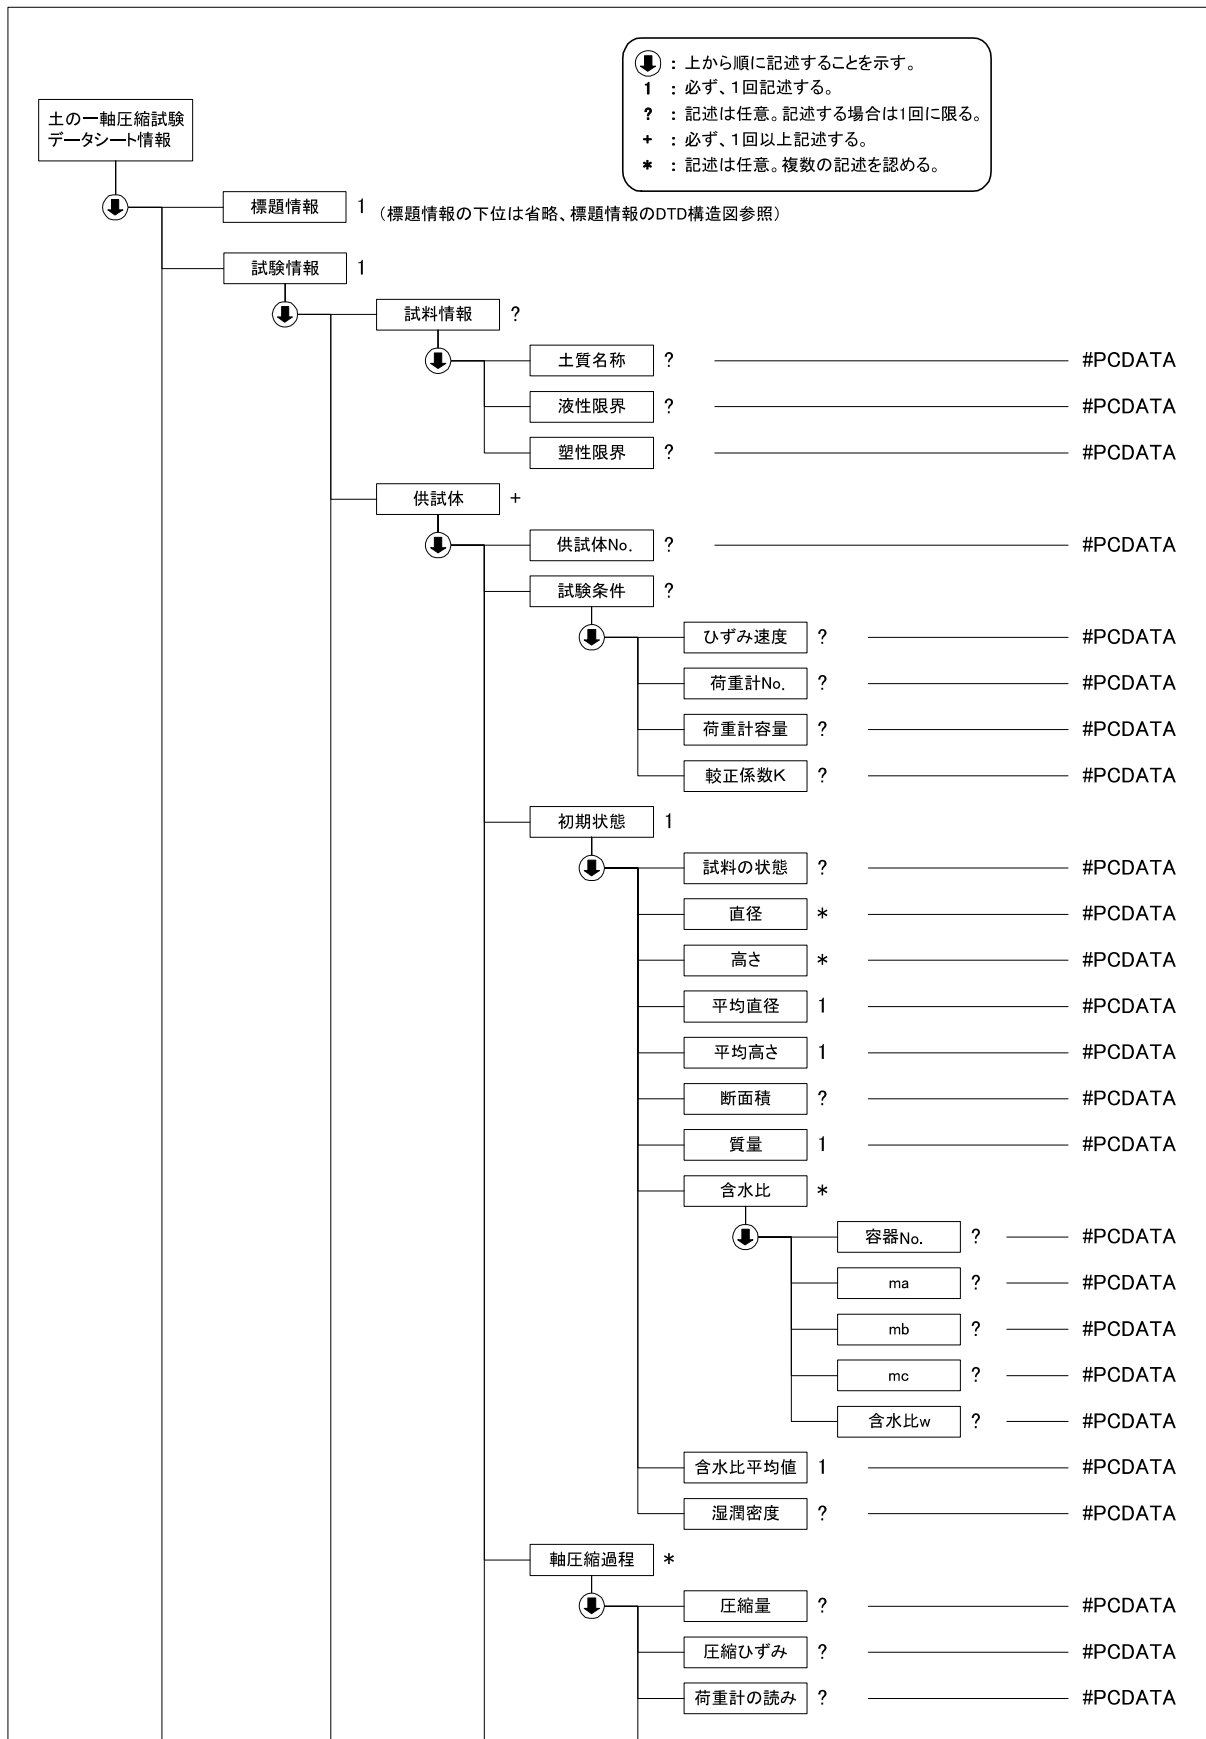 ：上から順に記述することを示す。
1 ：必ず、1回記述する。
? ：記述は任意。記述する場合は1回に限る。
+ ：必ず、1回以上記述する。
* ：記述は任意。複数の記述を認める。
土の一軸圧縮試験
データシート情報
標題情報 1 （標題情報の下位は省略、標題情報のDTD構造図参照）
試験情報 1
試料情報 ?
土質名称 ? #PCDATA
液性限界 ? #PCDATA
塑性限界 ? #PCDATA
供試体 +
供試体No. ? #PCDATA
試験条件 ?
ひずみ速度 ? #PCDATA
荷重計No. ? #PCDATA
荷重計容量 ? #PCDATA
較正係数K ? #PCDATA
初期状態 1
試料の状態 ? #PCDATA
直径 * #PCDATA
高さ * #PCDATA
平均直径 1 #PCDATA
平均高さ 1 #PCDATA
断面積 ? #PCDATA
質量 1 #PCDATA
含水比 *
容器No. ? #PCDATA
ma ? #PCDATA
mb ? #PCDATA
mc ? #PCDATA
含水比w ? #PCDATA
含水比平均値 1 #PCDATA
湿潤密度 ? #PCDATA
軸圧縮過程 *
圧縮量 ? #PCDATA
圧縮ひずみ ? #PCDATA
荷重計の読み ? #PCDATA